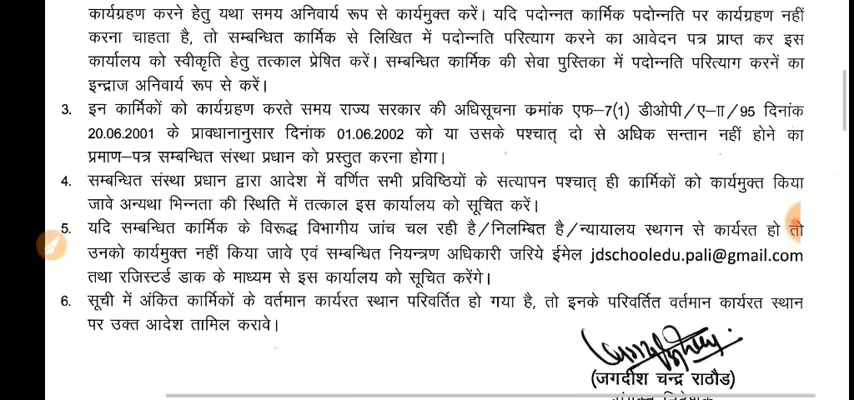 कार्यग्रहण करने हेतु यथा समय अनिवार्य रूप से कार्यमुक्त करें। यदि पदोन्नत कार्मिक पदोन्नति पर कार्यग्रहण नहीं
करना चाहता है, तो सम्बन्धित कार्मिक से लिखित में पदोन्नति परित्याग करने का आवेदन पत्र प्राप्त कर इस
कार्यालय को स्वीकृति हेतु तत्काल प्रेषित करें। सम्बन्धित कार्मिक की सेवा पुस्तिका में पदोन्नति परित्याग करनें का
इन्द्राज अनिवार्य रूप से करें।
3. इन कार्मिकों को कार्यग्रहण करते समय राज्य सरकार की अधिसूचना क्रमांक एफ-7(1) डीओपी/ए-II/95 दिनांक
20.06.2001 के प्रावधानानुसार दिनांक 01.06.2002 को या उसके पश्चात् दो से अधिक सन्तान नहीं होने का
प्रमाण-पत्र सम्बन्धित संस्था प्रधान को प्रस्तुत करना होगा।
4. सम्बन्धित संस्था प्रधान द्वारा आदेश में वर्णित सभी प्रविष्ठियों के सत्यापन पश्चात् ही कार्मिकों को कार्यमुक्त किया
जावे अन्यथा भिन्नता की स्थिति में तत्काल इस कार्यालय को सूचित करें।
5. यदि सम्बन्धित कार्मिक के विरूद्ध विभागीय जांच चल रही है/निलम्बित है/न्यायालय स्थगन से कार्यरत हो तो
उनको कार्यमुक्त नहीं किया जावे एवं सम्बन्धित नियन्त्रण अधिकारी जरिये ईमेल jdschooledu.pali@gmail.com
तथा रजिस्टर्ड डाक के माध्यम से इस कार्यालय को सूचित करेंगे।
6. सूची में अंकित कार्मिकों के वर्तमान कार्यरत स्थान परिवर्तित हो गया है, तो इनके परिवर्तित वर्तमान कार्यरत स्थान
पर उक्त आदेश तामिल करावे।
(जगदीश चन्द्र राठौड)